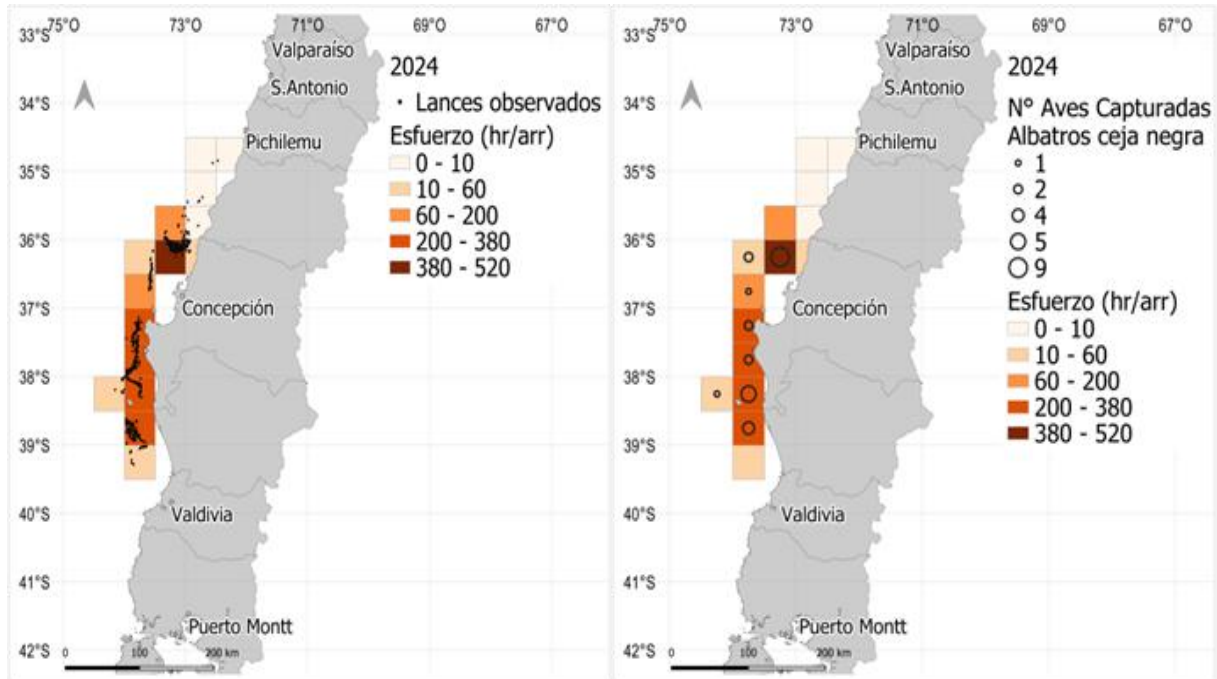 75°O 73°O 71°O 69°O 67°O
33°S
Valparaíso
2024
S.Antonio
• Lances observados
34°S
Esfuerzo (hr/arr)
Pichilemu
0 - 10
35°S
10 - 60
60 - 200
36°S
200 - 380
380 - 520
37°S
Concepción
38°S
39°S
40°S
Valdivia
41°S
Puerto Montt
42°S
0 100 200 km
75°O 73°O 71°O 69°O 67°O
33°S
Valparaíso
2024
S.Antonio
N° Aves Capturadas
34°S
Albatros ceja negra
Pichilemu
1
35°S
2
4
5
36°S
9
Esfuerzo (hr/arr)
37°S
Concepción
0 - 10
10 - 60
38°S
60 - 200
200 - 380
39°S
380 - 520
40°S
Valdivia
41°S
Puerto Montt
42°S
0 100 200 km